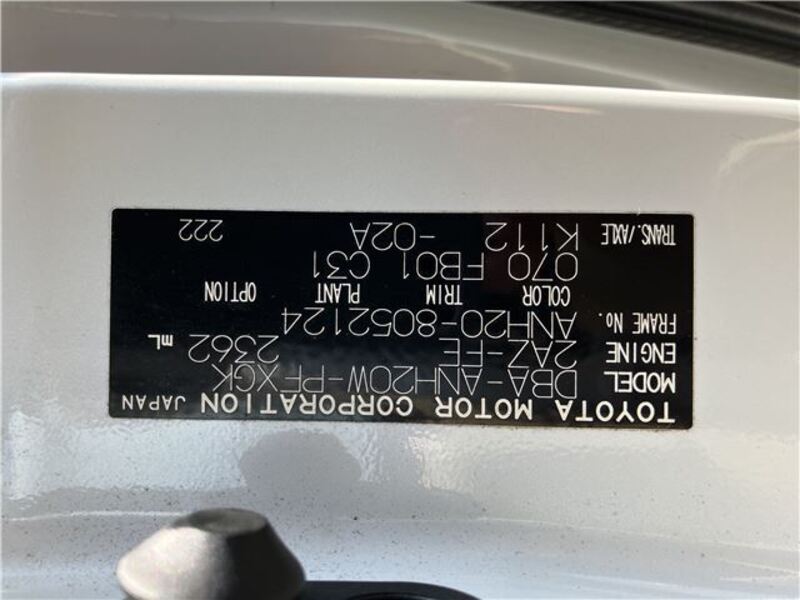 TOYOTA MOTOR CORPORATION JAPAN
MODEL DBA-ANH20W-PFXGK
ENGINE 2AZ-FE 2362 mL
FRAME No. ANH20-8052124
COLOR TRIM PLANT OPTION
070 FB01 C31
TRANS./AXLE K112
-02A 222